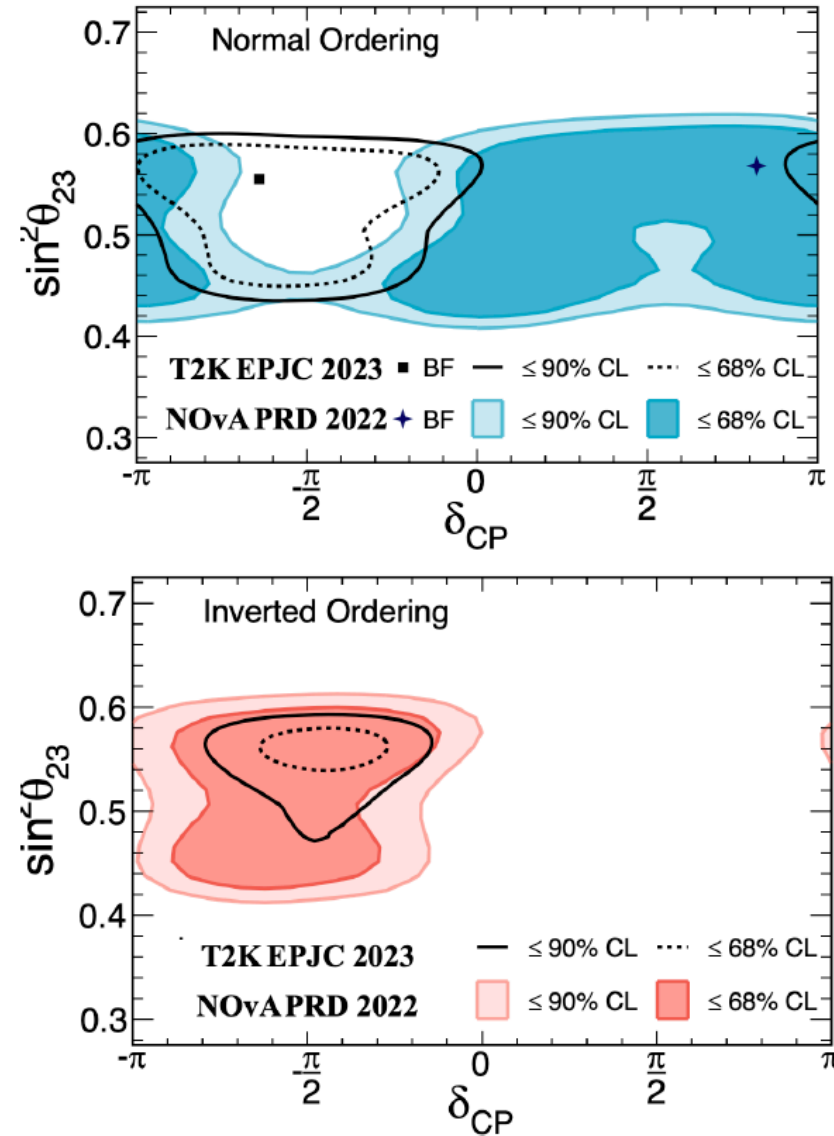 Normal Ordering
0.7
0.6
0.5
0.4
0.3
sin²θ₂₃
T2K EPJC 2023 BF ≤ 90% CL ≤ 68% CL
NOvA PRD 2022 BF ≤ 90% CL ≤ 68% CL
-π -π/2 0 π/2 π
δCP
Inverted Ordering
0.7
0.6
0.5
0.4
0.3
sin²θ₂₃
T2K EPJC 2023 ≤ 90% CL ≤ 68% CL
NOvA PRD 2022 ≤ 90% CL ≤ 68% CL
-π -π/2 0 π/2 π
δCP